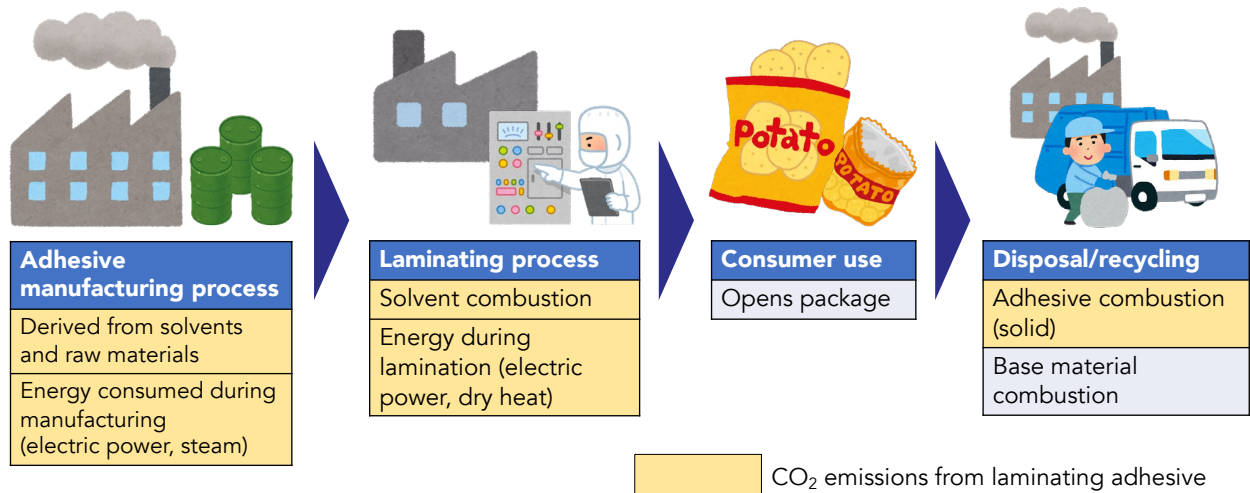 potato
POTATO
Adhesive
manufacturing process
Derived from solvents
and raw materials
Energy consumed during
manufacturing
(electric power, steam)
Laminating process
Solvent combustion
Energy during
lamination (electric
power, dry heat)
Consumer use
Opens package
Disposal/recycling
Adhesive combustion
(solid)
Base material
combustion
CO₂ emissions from laminating adhesive